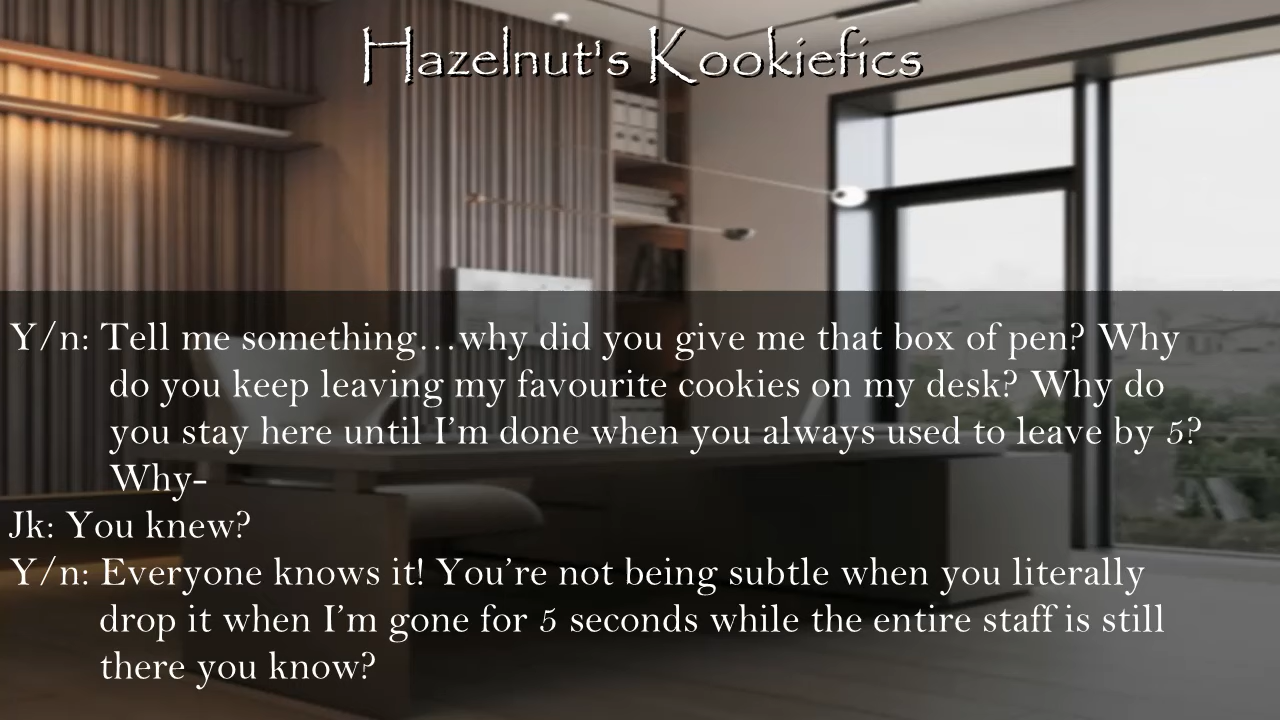 Hazelnut's Kookiefics
Y/n: Tell me something…why did you give me that box of pen? Why
do you keep leaving my favourite cookies on my desk? Why do
you stay here until I’m done when you always used to leave by 5?
Why-
Jk: You knew?
Y/n: Everyone knows it! You’re not being subtle when you literally
drop it when I’m gone for 5 seconds while the entire staff is still
there you know?